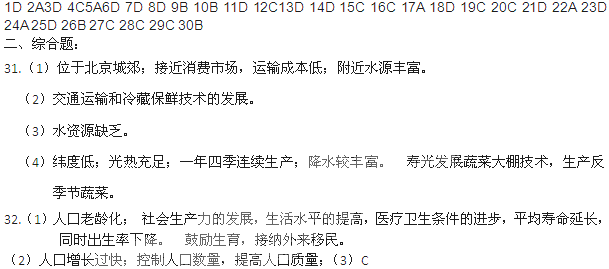 1D 2A3D 4C5A6D 7D 8D 9B 10B 11D 12C13D 14D 15C 16C 17A 18D 19C 20C 21D 22A 23D
24A25D 26B 27C 28C 29C 30B
二、综合题：
31.（1）位于北京城郊；接近消费市场，运输成本低；附近水源丰富。
（2）交通运输和冷藏保鲜技术的发展。
（3）水资源缺乏。
（4）纬度低；光热充足；一年四季连续生产；降水较丰富。 寿光发展蔬菜大棚技术，生产反
季节蔬菜。
32.（1）人口老龄化； 社会生产力的发展，生活水平的提高，医疗卫生条件的进步，平均寿命延长，
同时出生率下降。 鼓励生育，接纳外来移民。
（2）人口增长过快；控制人口数量，提高人口质量；（3）C